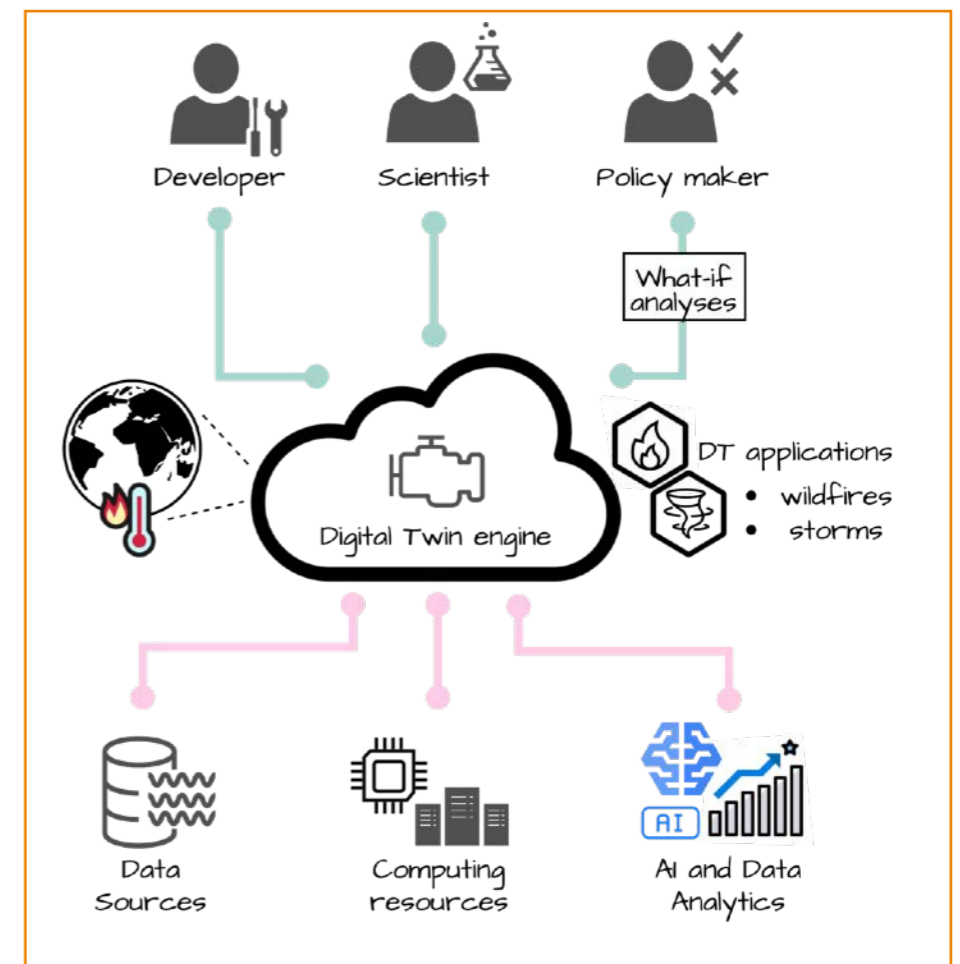 Developer
Scientist
Policy maker
What-if
analyses
DT applications
• wildfires
• storms
Digital Twin engine
Data
Sources
Computing
resources
AI
AI and Data
Analytics